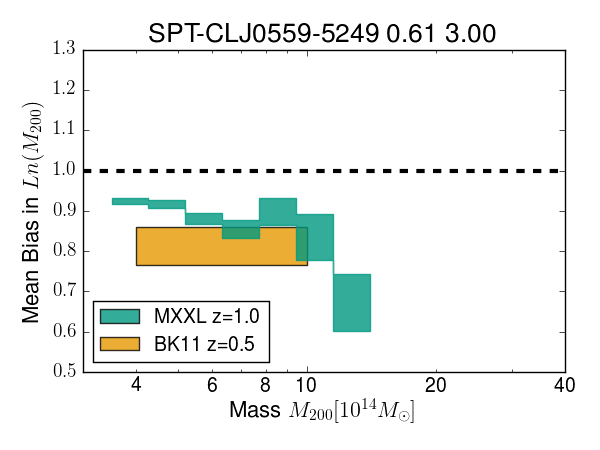 SPT-CLJ0559-5249 0.61 3.00
1.3
1.2
1.1
1.0
0.9
0.8
0.7
0.6
0.5
Mean Bias in Ln(M200)
MXXL z=1.0
BK11 z=0.5
4 6 8 10 20 40
Mass M200[10^14 M⊙]